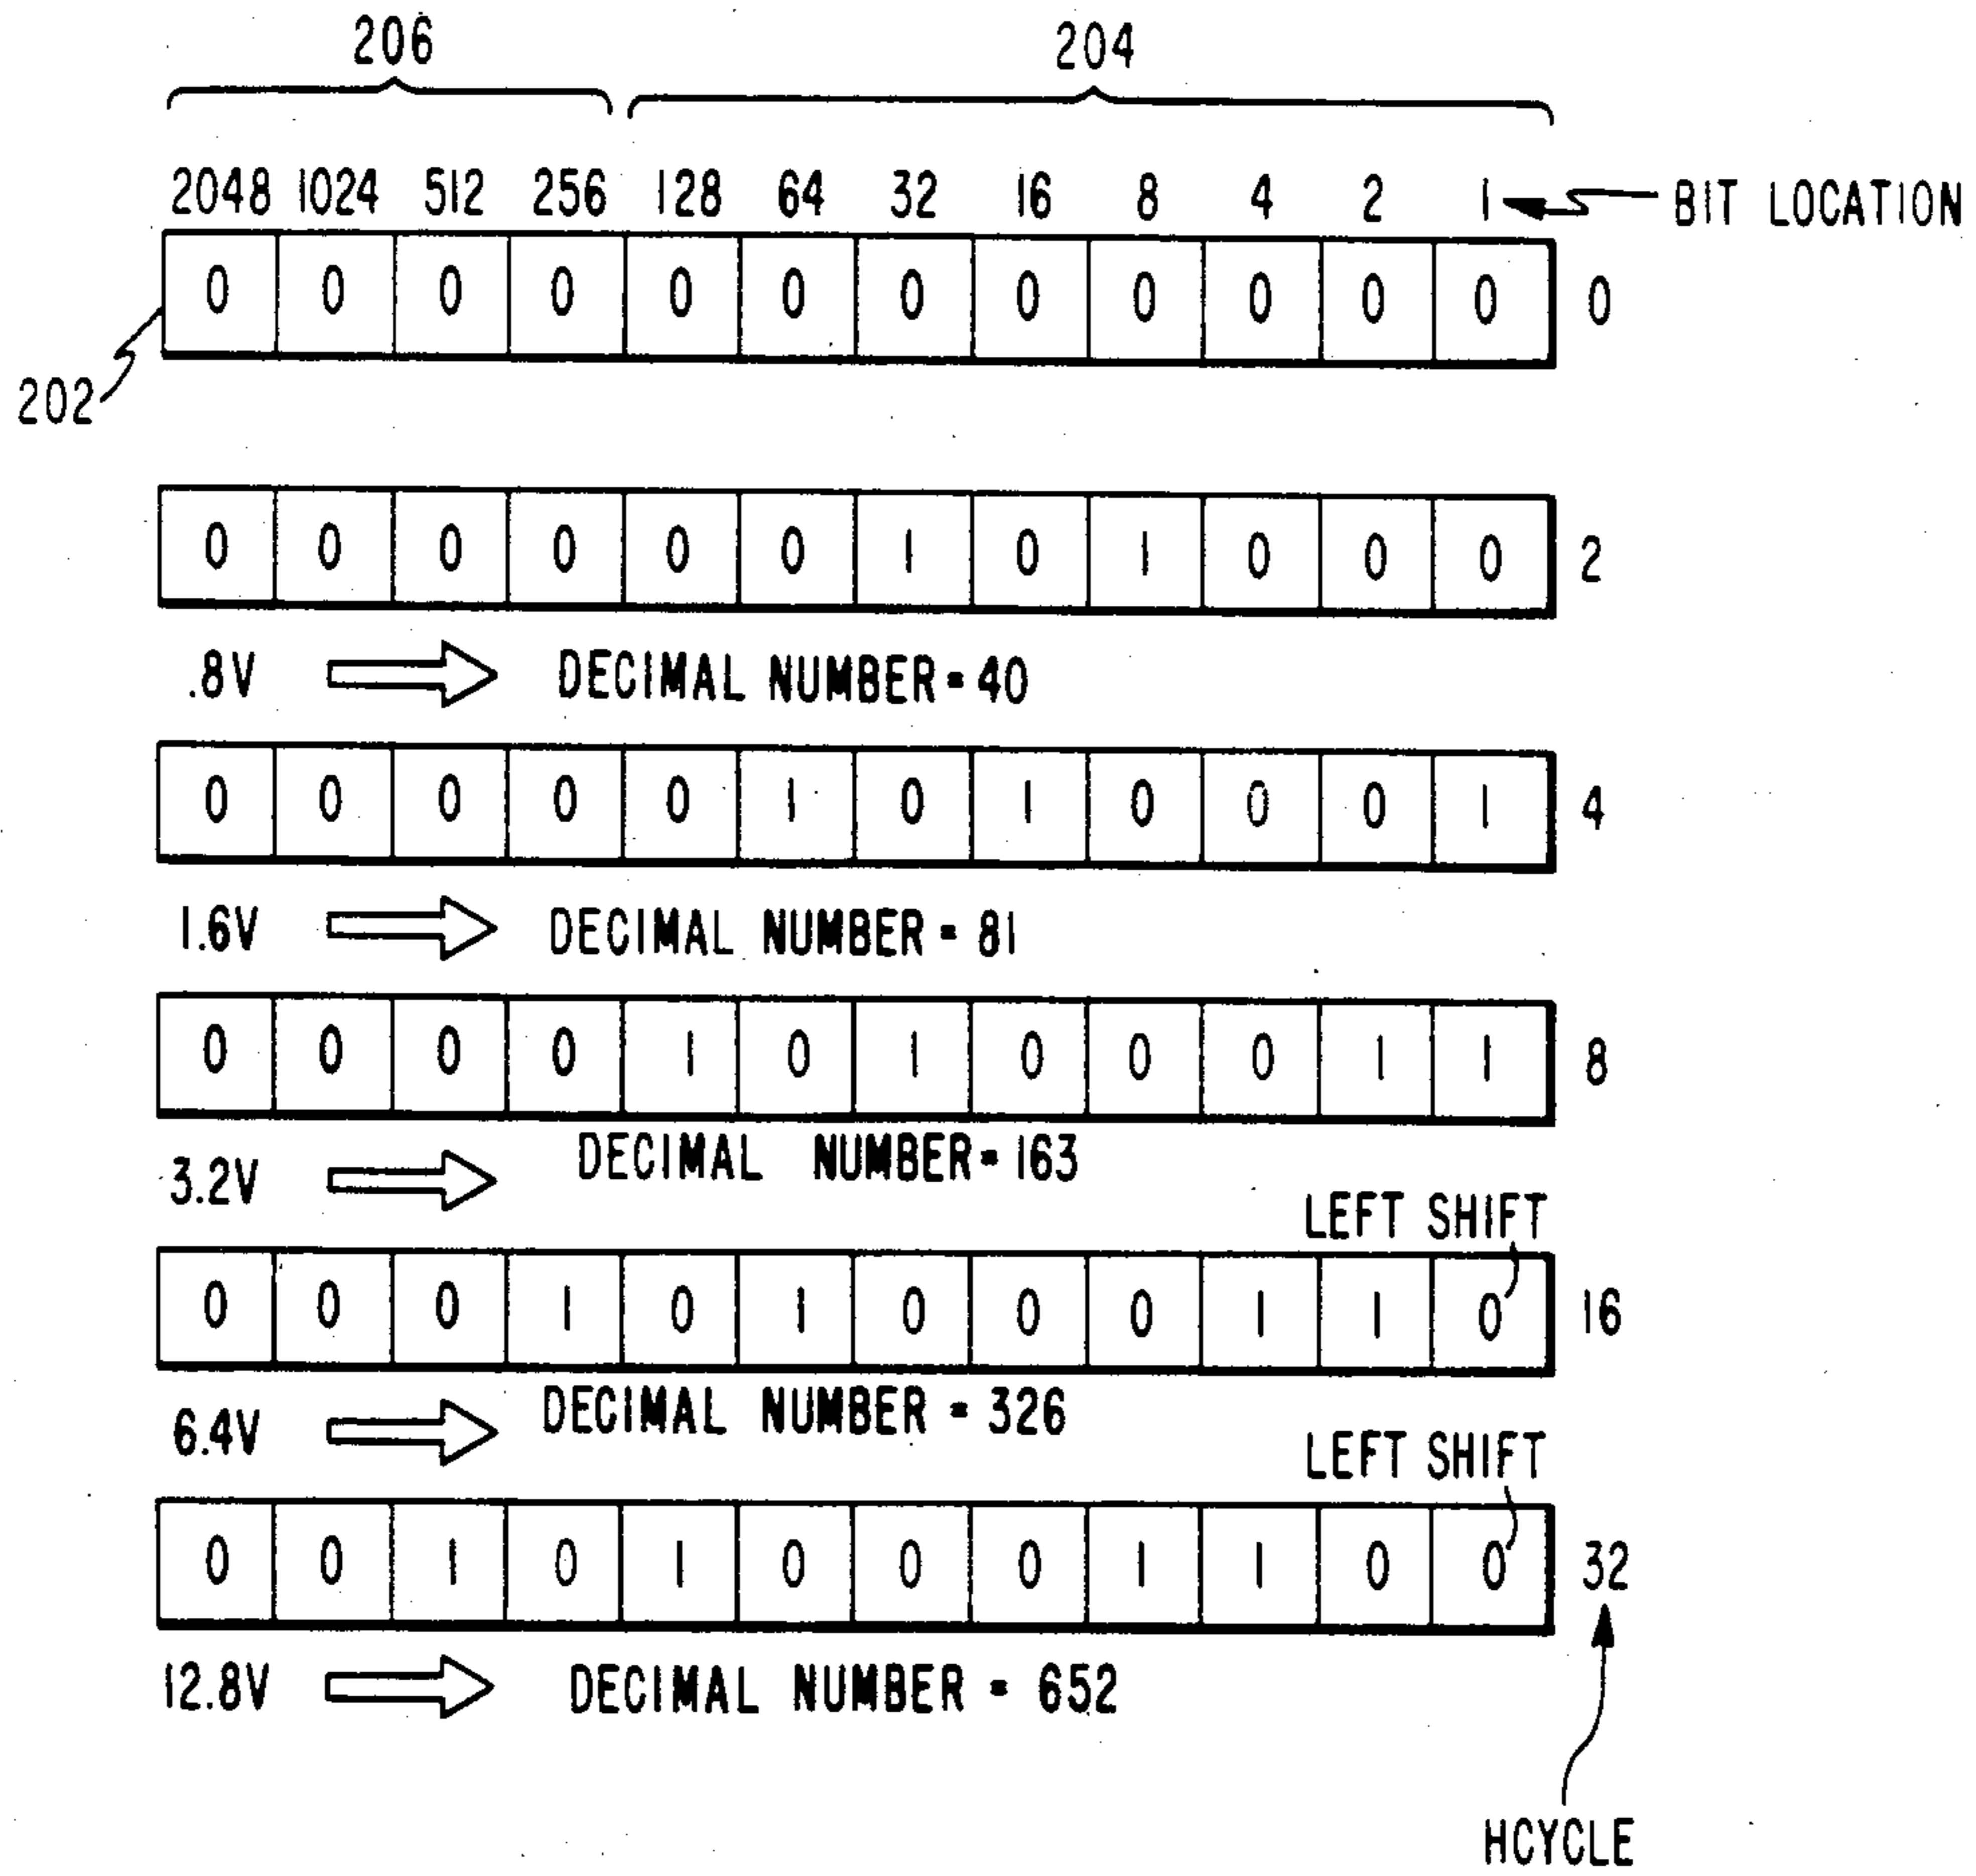 206 204
2048 1024 512 256 128 64 32 16 8 4 2 1 BIT LOCATION
0 0 0 0 0 0 0 0 0 0 0 0 0
202
0 0 0 0 0 0 1 0 1 0 0 0 2
.8V DECIMAL NUMBER = 40
0 0 0 0 0 1 0 1 0 0 0 1 4
1.6V DECIMAL NUMBER = 81
0 0 0 0 1 0 1 0 0 0 1 1 8
3.2V DECIMAL NUMBER = 163
LEFT SHIFT
0 0 0 1 0 1 0 0 0 1 1 0 16
6.4V DECIMAL NUMBER = 326
LEFT SHIFT
0 0 1 0 1 0 0 0 1 1 0 0 32
12.8V DECIMAL NUMBER = 652
HCYCLE